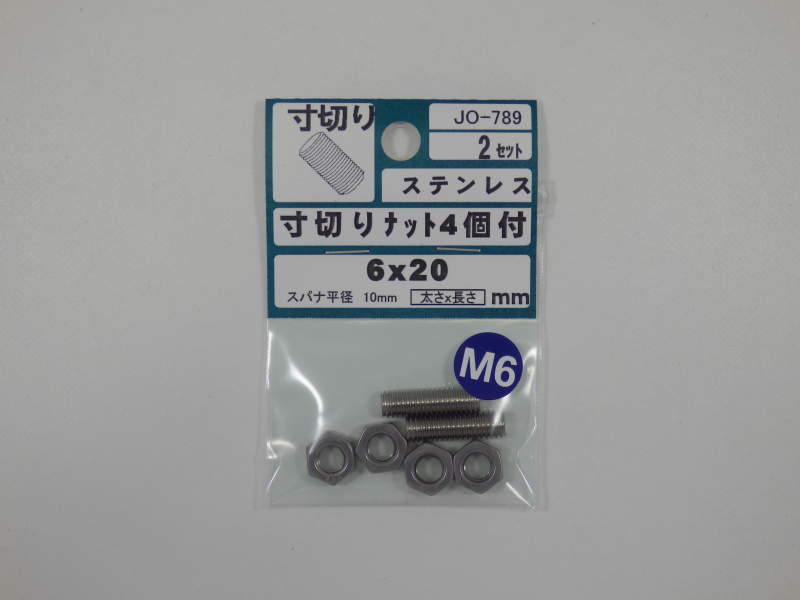 寸切り
JO-789
2セット
ステンレス
寸切りナット4個付
6x20
スパナ平径 10mm 太さx長さ mm
M6